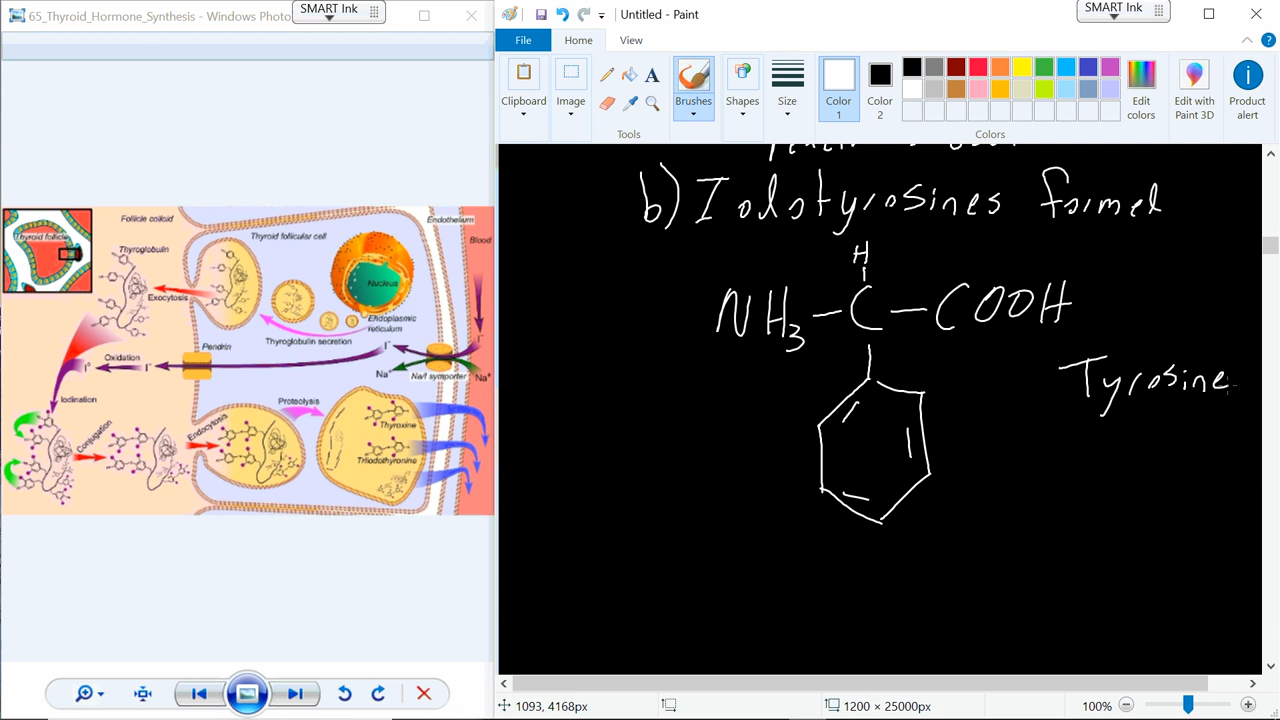 65_Thyroid_Hormone_Synthesis - Windows Photo
SMART Ink
Untitled - Paint
SMART Ink
File
Home
View
Clipboard
Image
Tools
Brushes
Shapes
Size
Color 1
Color 2
Colors
Edit colors
Edit with Paint 3D
Product alert
Thyroid follicle
Follicle colloid
Thyroglobulin
Exocytosis
Thyroid follicular cell
Nucleus
Endoplasmic reticulum
Thyroglobulin secretion
Endothelium
Blood
Pendrin
Oxidation
I⁰
I⁰
I⁻
I⁻
I⁻
Na⁺
Na/I symporter
Na⁺
Iodination
Conjugation
Endocytosis
Proteolysis
Thyroxine
Triiodothyronine
b) Iodotyrosines formed
H
NH3 - C - COOH
Tyrosine
1093, 4168px
1200 × 25000px
100%